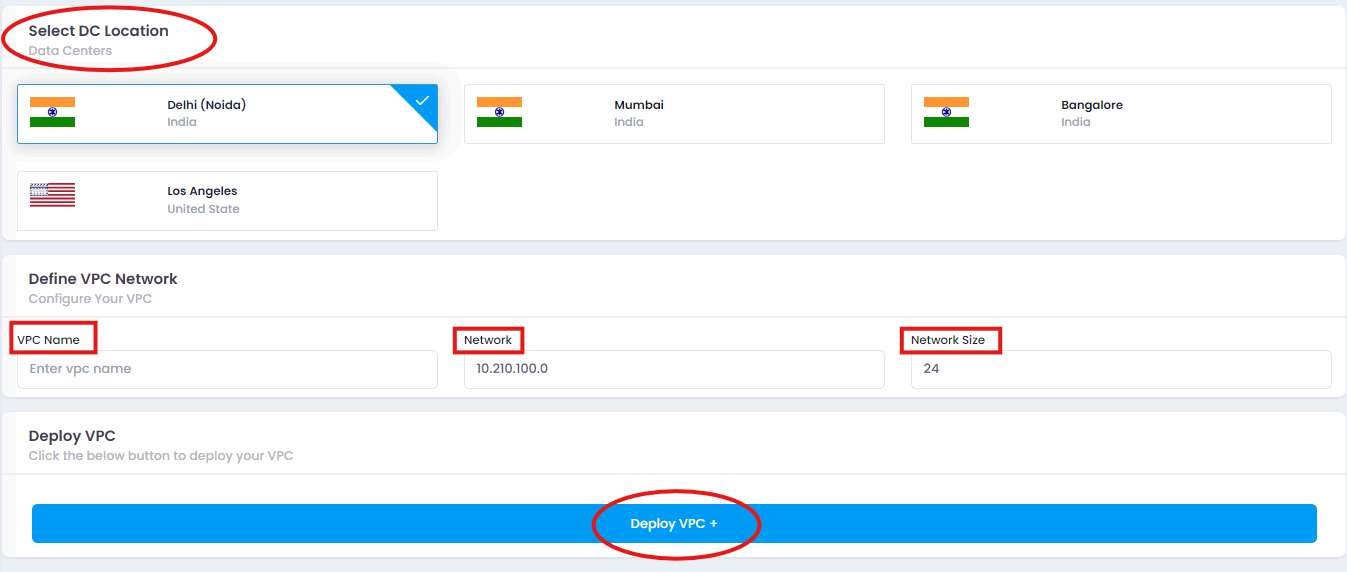 Select DC Location
Data Centers
Delhi (Noida)
India
Mumbai
India
Bangalore
India
Los Angeles
United State
Define VPC Network
Configure Your VPC
VPC Name
Enter vpc name
Network
10.210.100.0
Network Size
24
Deploy VPC
Click the below button to deploy your VPC
Deploy VPC +